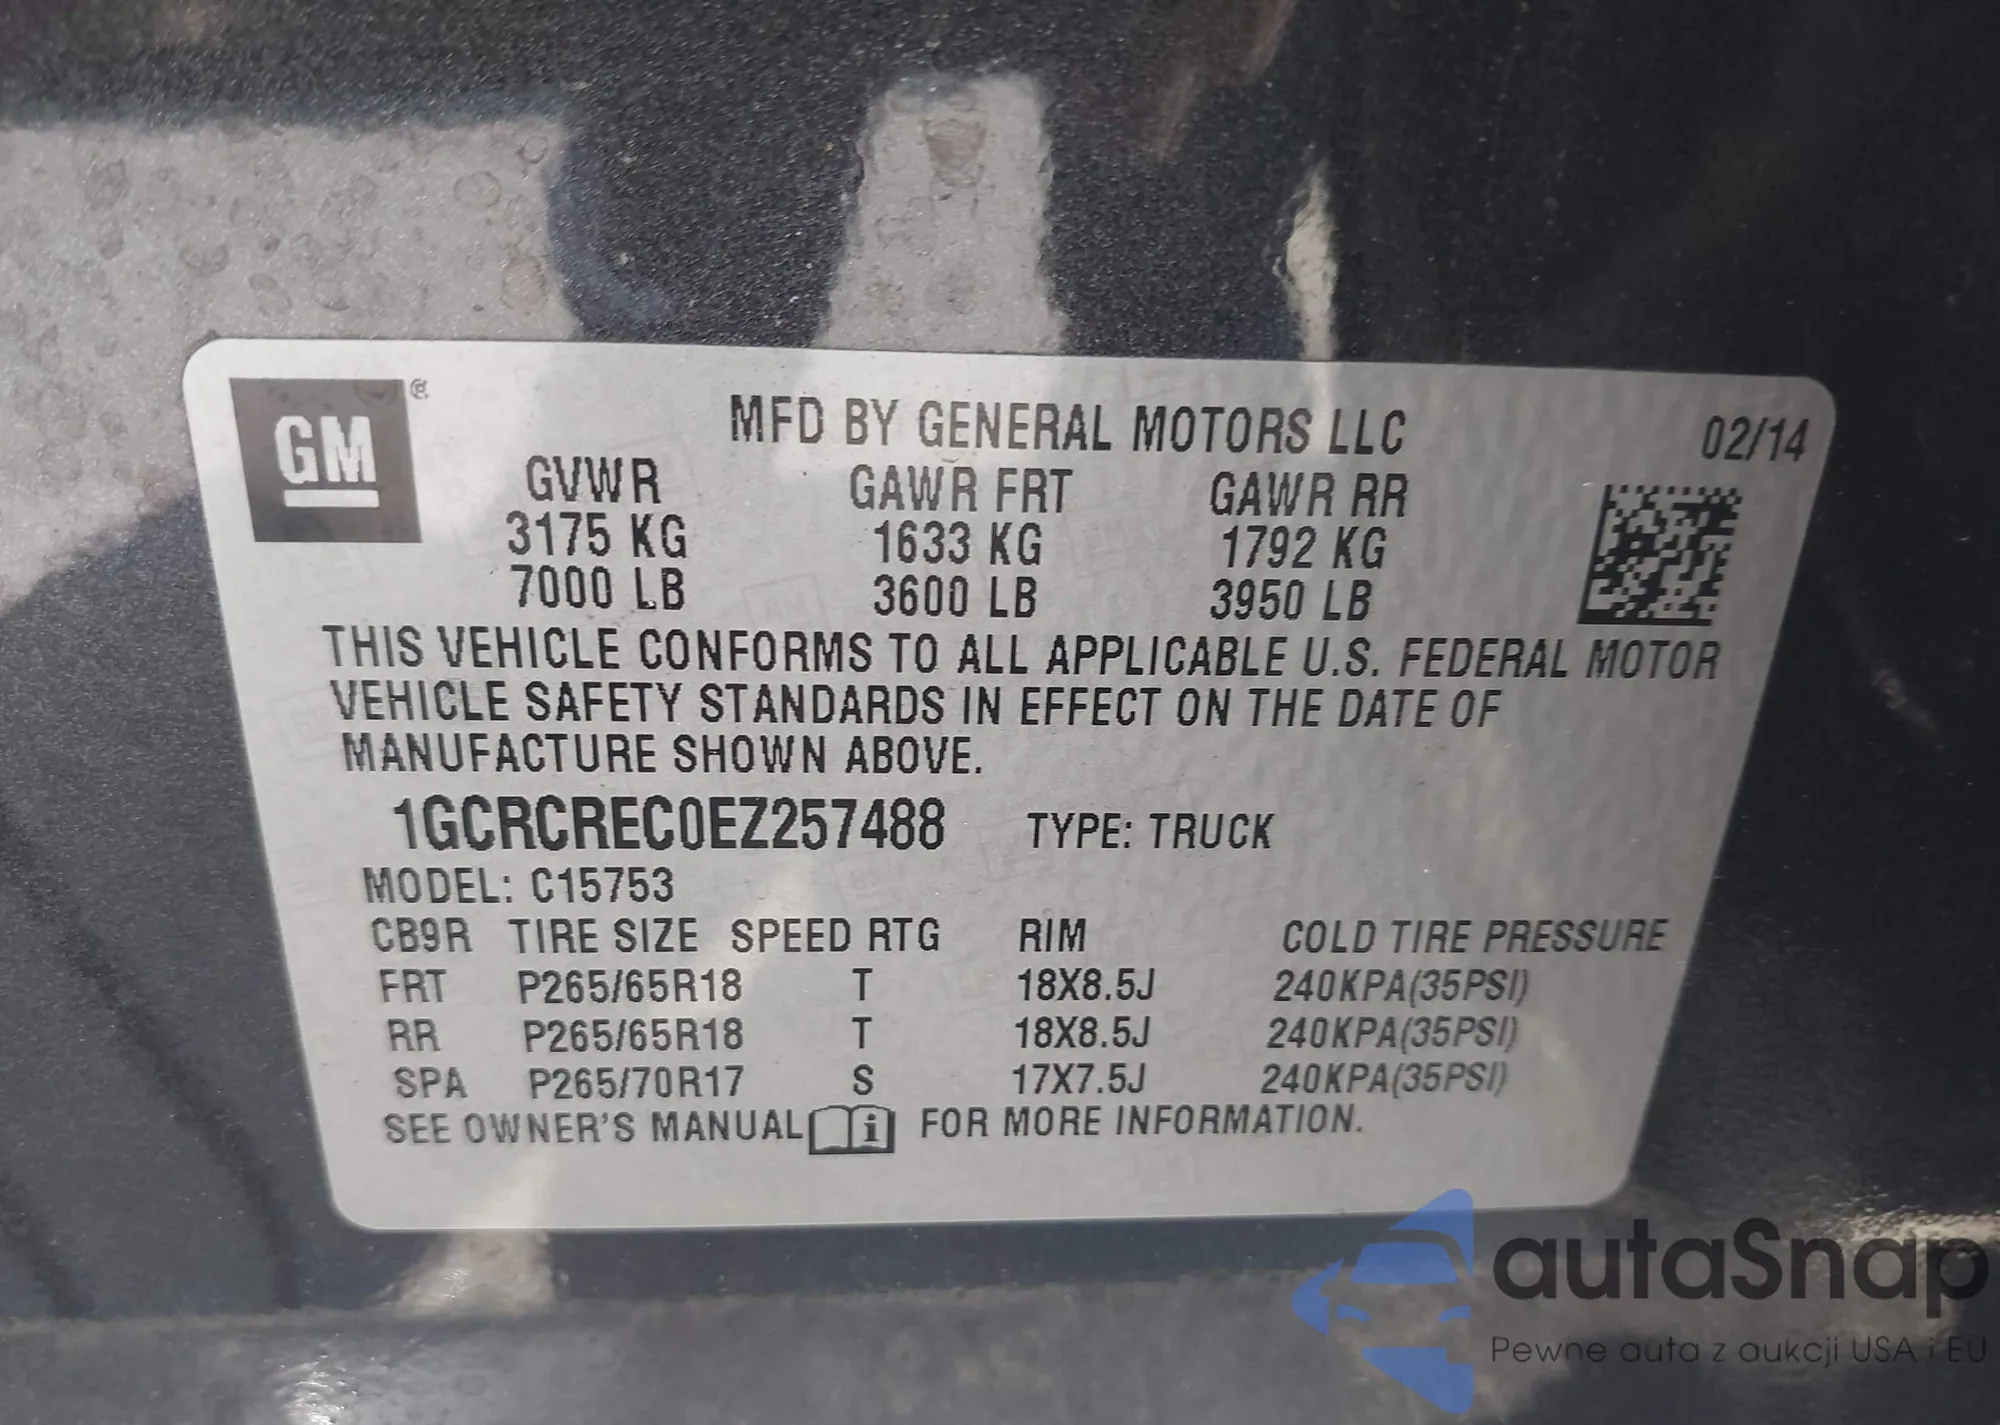 GM ®
MFD BY GENERAL MOTORS LLC 02/14
GVWR GAWR FRT GAWR RR
3175 KG 1633 KG 1792 KG
7000 LB 3600 LB 3950 LB
THIS VEHICLE CONFORMS TO ALL APPLICABLE U.S. FEDERAL MOTOR
VEHICLE SAFETY STANDARDS IN EFFECT ON THE DATE OF
MANUFACTURE SHOWN ABOVE.
1GCRCREC0EZ257488 TYPE: TRUCK
MODEL: C15753
CB9R TIRE SIZE SPEED RTG RIM COLD TIRE PRESSURE
FRT P265/65R18 T 18X8.5J 240KPA(35PSI)
RR P265/65R18 T 18X8.5J 240KPA(35PSI)
SPA P265/70R17 S 17X7.5J 240KPA(35PSI)
SEE OWNER'S MANUAL i FOR MORE INFORMATION.
autaSnap
Pewne auta z aukcji USA i EU